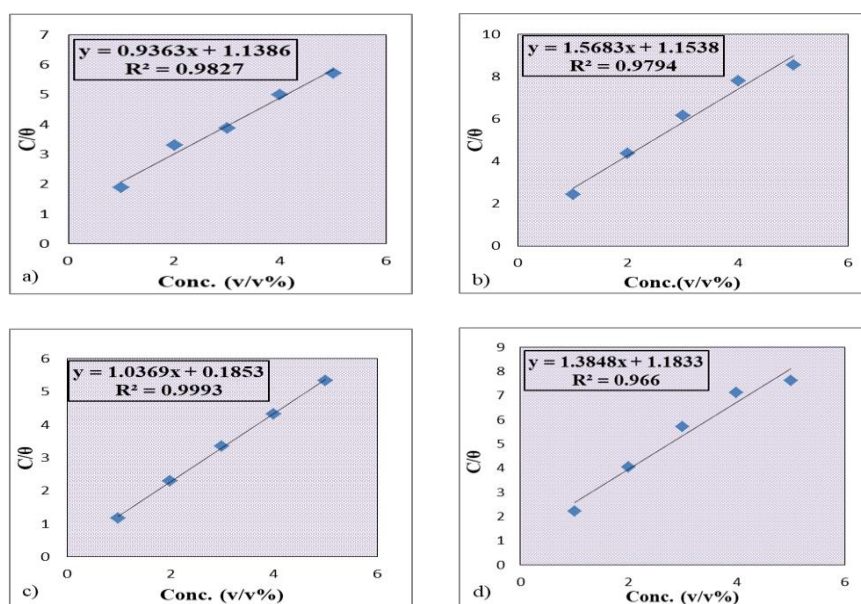 y = 0.9363x + 1.1386
R² = 0.9827
7
6
5
4
3
2
1
0
C/θ
0
2
4
6
Conc. (v/v%)
a)
y = 1.5683x + 1.1538
R² = 0.9794
10
8
6
4
2
0
C/θ
0
2
4
6
Conc.(v/v%)
b)
y = 1.0369x + 0.1853
R² = 0.9993
6
5
4
3
2
1
0
C/θ
0
2
4
6
Conc. (v/v%)
c)
y = 1.3848x + 1.1833
R² = 0.966
9
8
7
6
5
4
3
2
1
0
C/θ
0
2
4
6
Conc. (v/v%)
d)